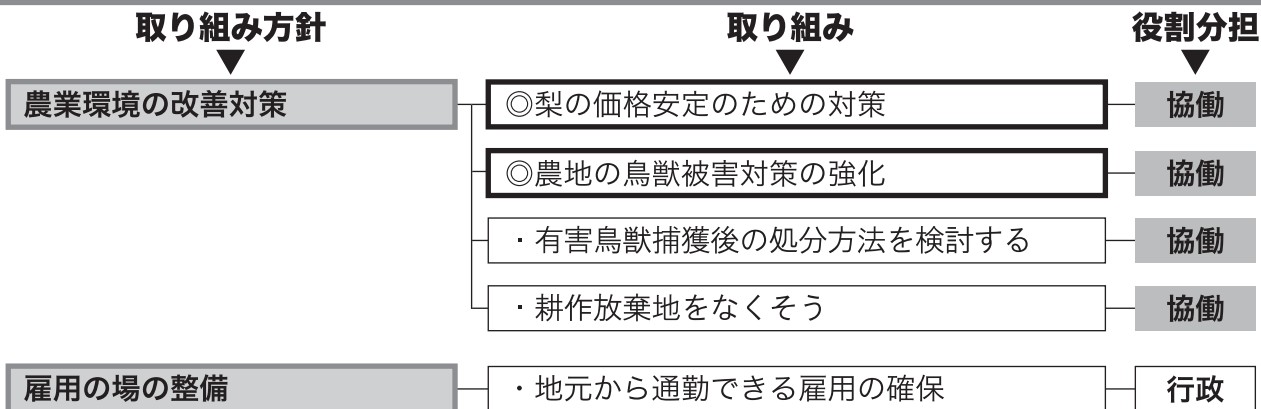 取り組み方針 取り組み 役割分担
▼ ▼ ▼
農業環境の改善対策 ◎梨の価格安定のための対策 協働
◎農地の鳥獣被害対策の強化 協働
・有害鳥獣捕獲後の処分方法を検討する 協働
・耕作放棄地をなくそう 協働
雇用の場の整備 ・地元から通勤できる雇用の確保 行政